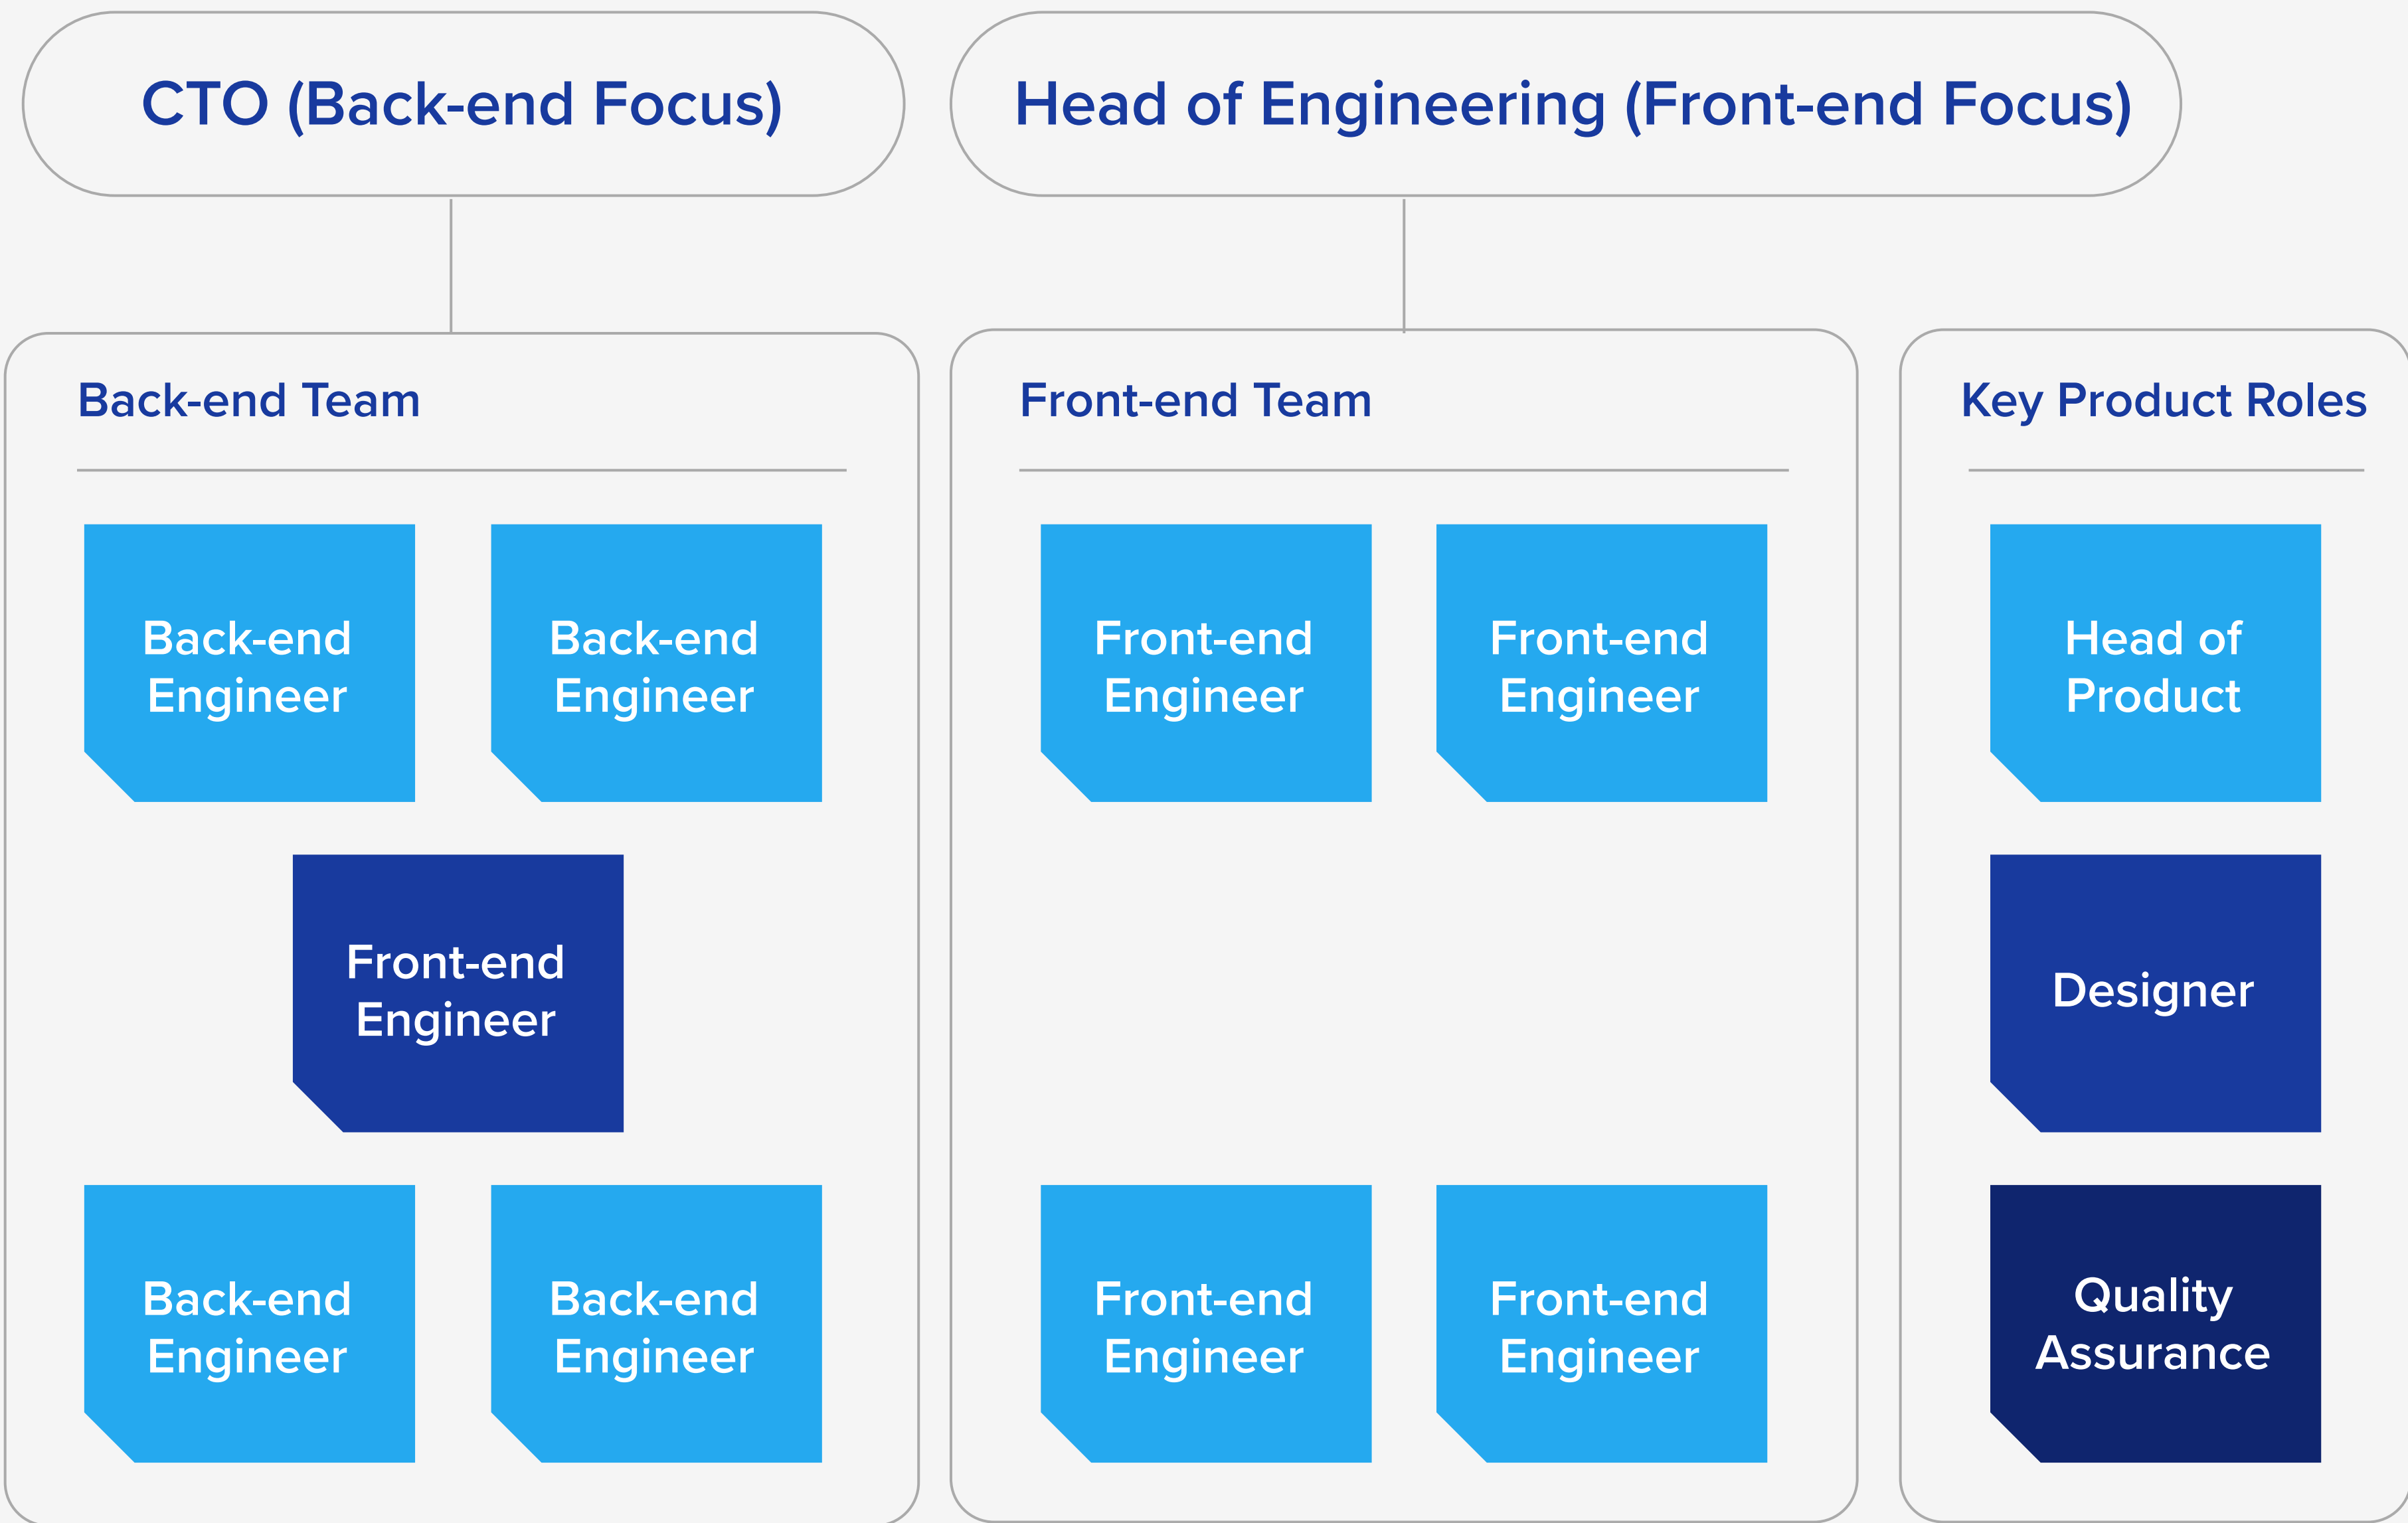 CTO (Back-end Focus)
Head of Engineering (Front-end Focus)
Back-end Team
Back-end
Engineer
Back-end
Engineer
Front-end
Engineer
Back-end
Engineer
Back-end
Engineer
Front-end Team
Front-end
Engineer
Front-end
Engineer
Front-end
Engineer
Front-end
Engineer
Key Product Roles
Head of
Product
Designer
Quality
Assurance